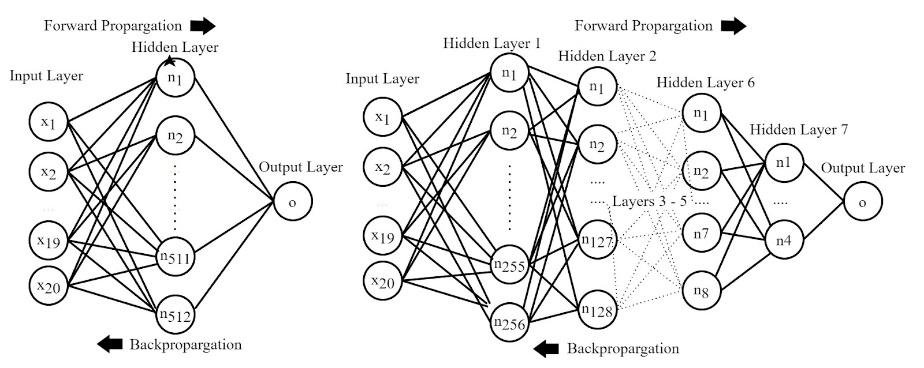 Forward Propargation
Hidden Layer
Input Layer
n1
x1
n2
x2
Output Layer
o
x19
n511
x20
n512
Backpropargation
Forward Propargation
Hidden Layer 1
Hidden Layer 2
Input Layer
Hidden Layer 6
n1
n1
x1
n1
Hidden Layer 7
n2
n2
x2
n2
n1
Output Layer
Layers 3 - 5
o
x19
n127
n7
n4
n255
x20
n8
n128
n256
Backpropargation